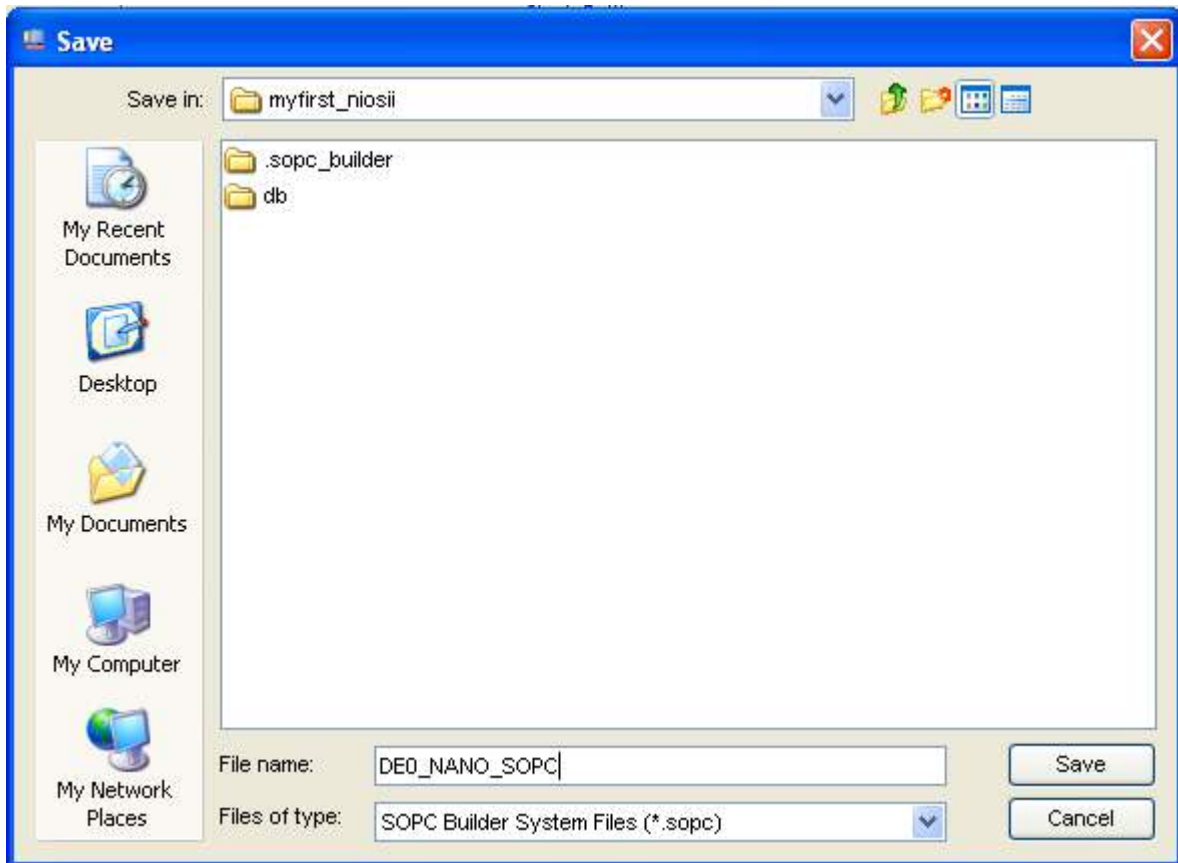 Save
Save in:
myfirst_niosii
.sopc_builder
db
My Recent
Documents
Desktop
My Documents
My Computer
My Network
Places
File name:
DE0_NANO_SOPC
Save
Files of type:
SOPC Builder System Files (*.sopc)
Cancel